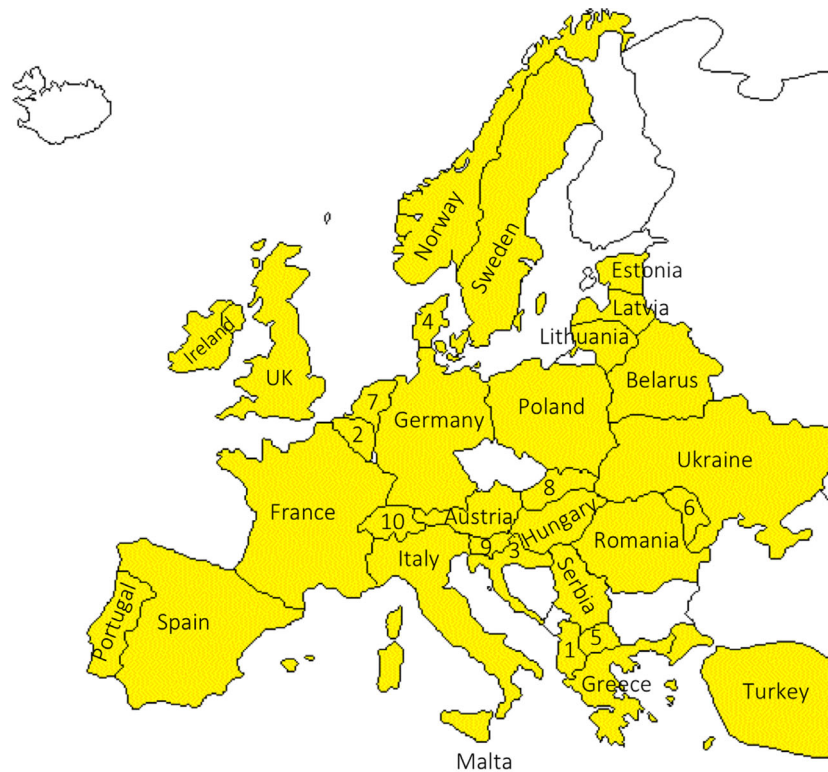 Norway
Sweden
Estonia
Latvja
4
Lithuania
Ireland
UK
Belarus
7
Germany
Poland
2
Ukraine
8
France
10
Austria
Hungary
6
Romania
Italy
9
3
Serbia
Portugal
Spain
5
1
Greece
Turkey
Malta